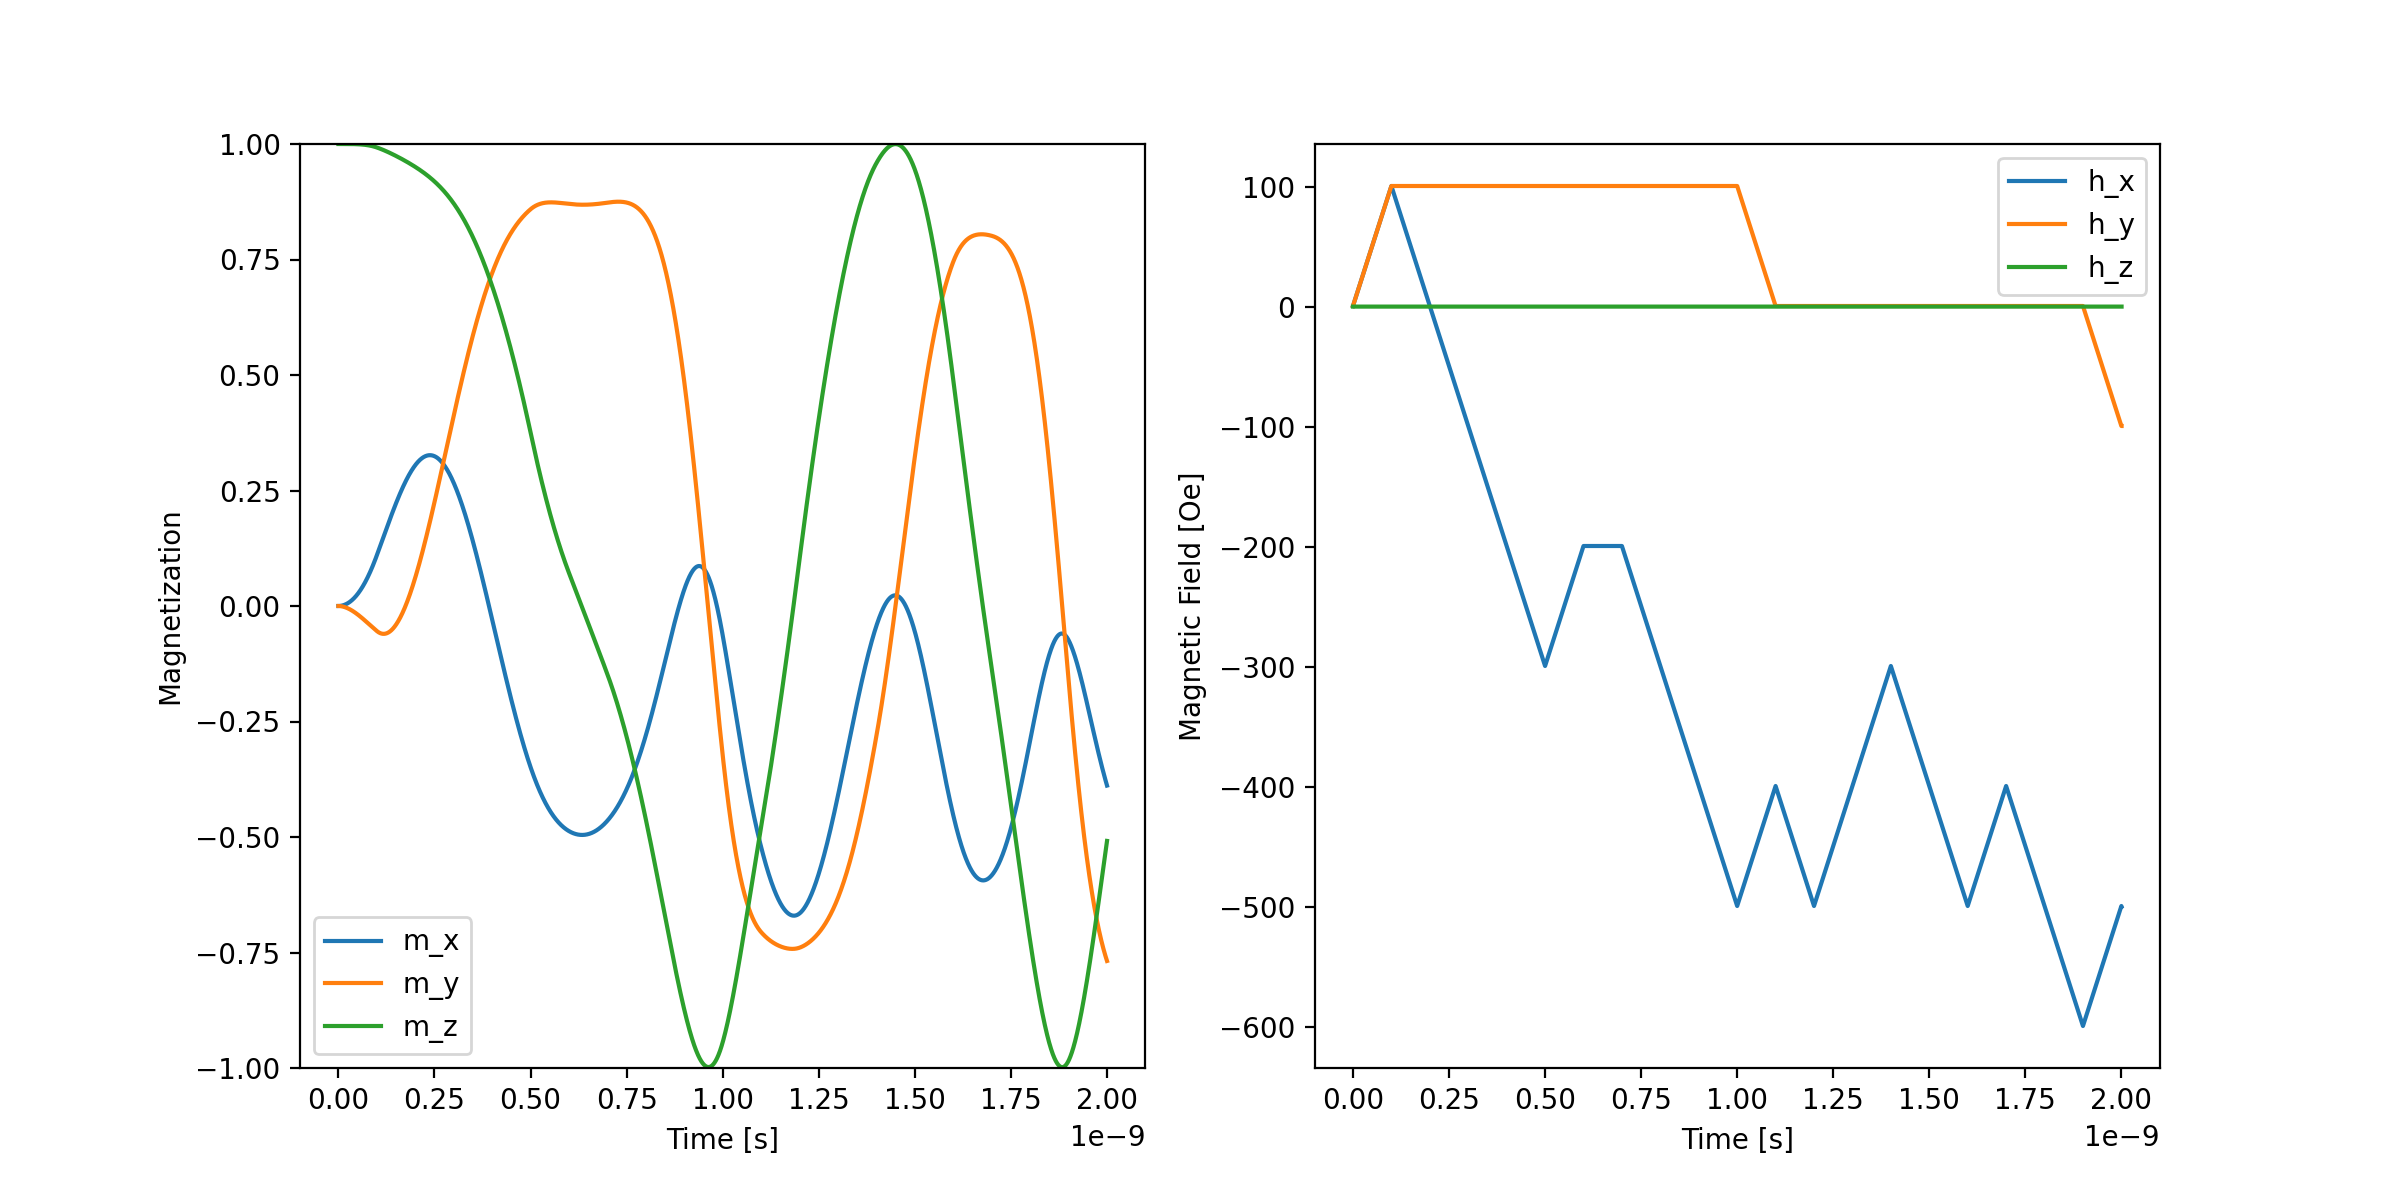 1.00
0.75
0.50
0.25
0.00
−0.25
−0.50
−0.75
−1.00
Magnetization
m_x
m_y
m_z
0.00 0.25 0.50 0.75 1.00 1.25 1.50 1.75 2.00
Time [s]
1e−9
100
0
−100
−200
−300
−400
−500
−600
Magnetic Field [Oe]
h_x
h_y
h_z
0.00 0.25 0.50 0.75 1.00 1.25 1.50 1.75 2.00
Time [s]
1e−9